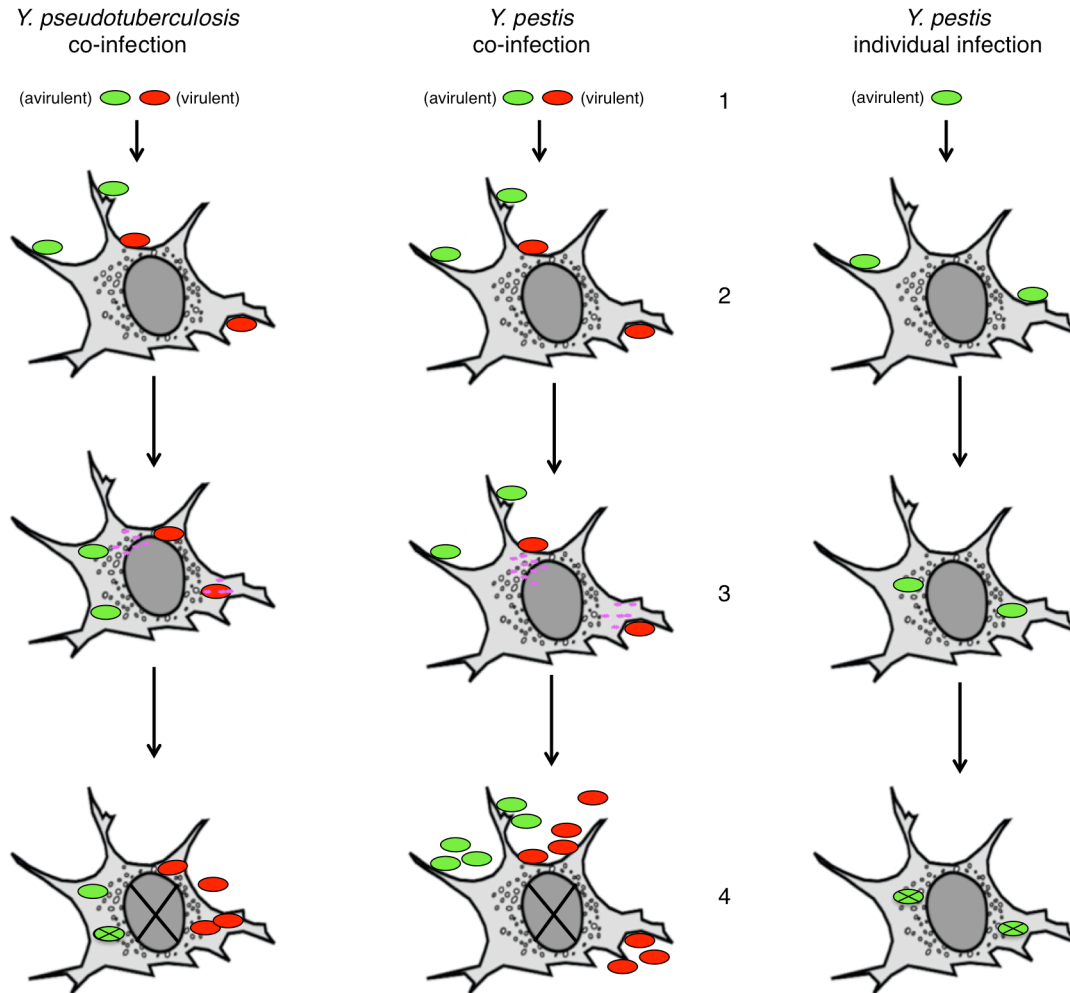 Y. pseudotuberculosis
co-infection
Y. pestis
co-infection
Y. pestis
individual infection
(avirulent) (virulent)
(avirulent) (virulent)
1
(avirulent)
2
3
4